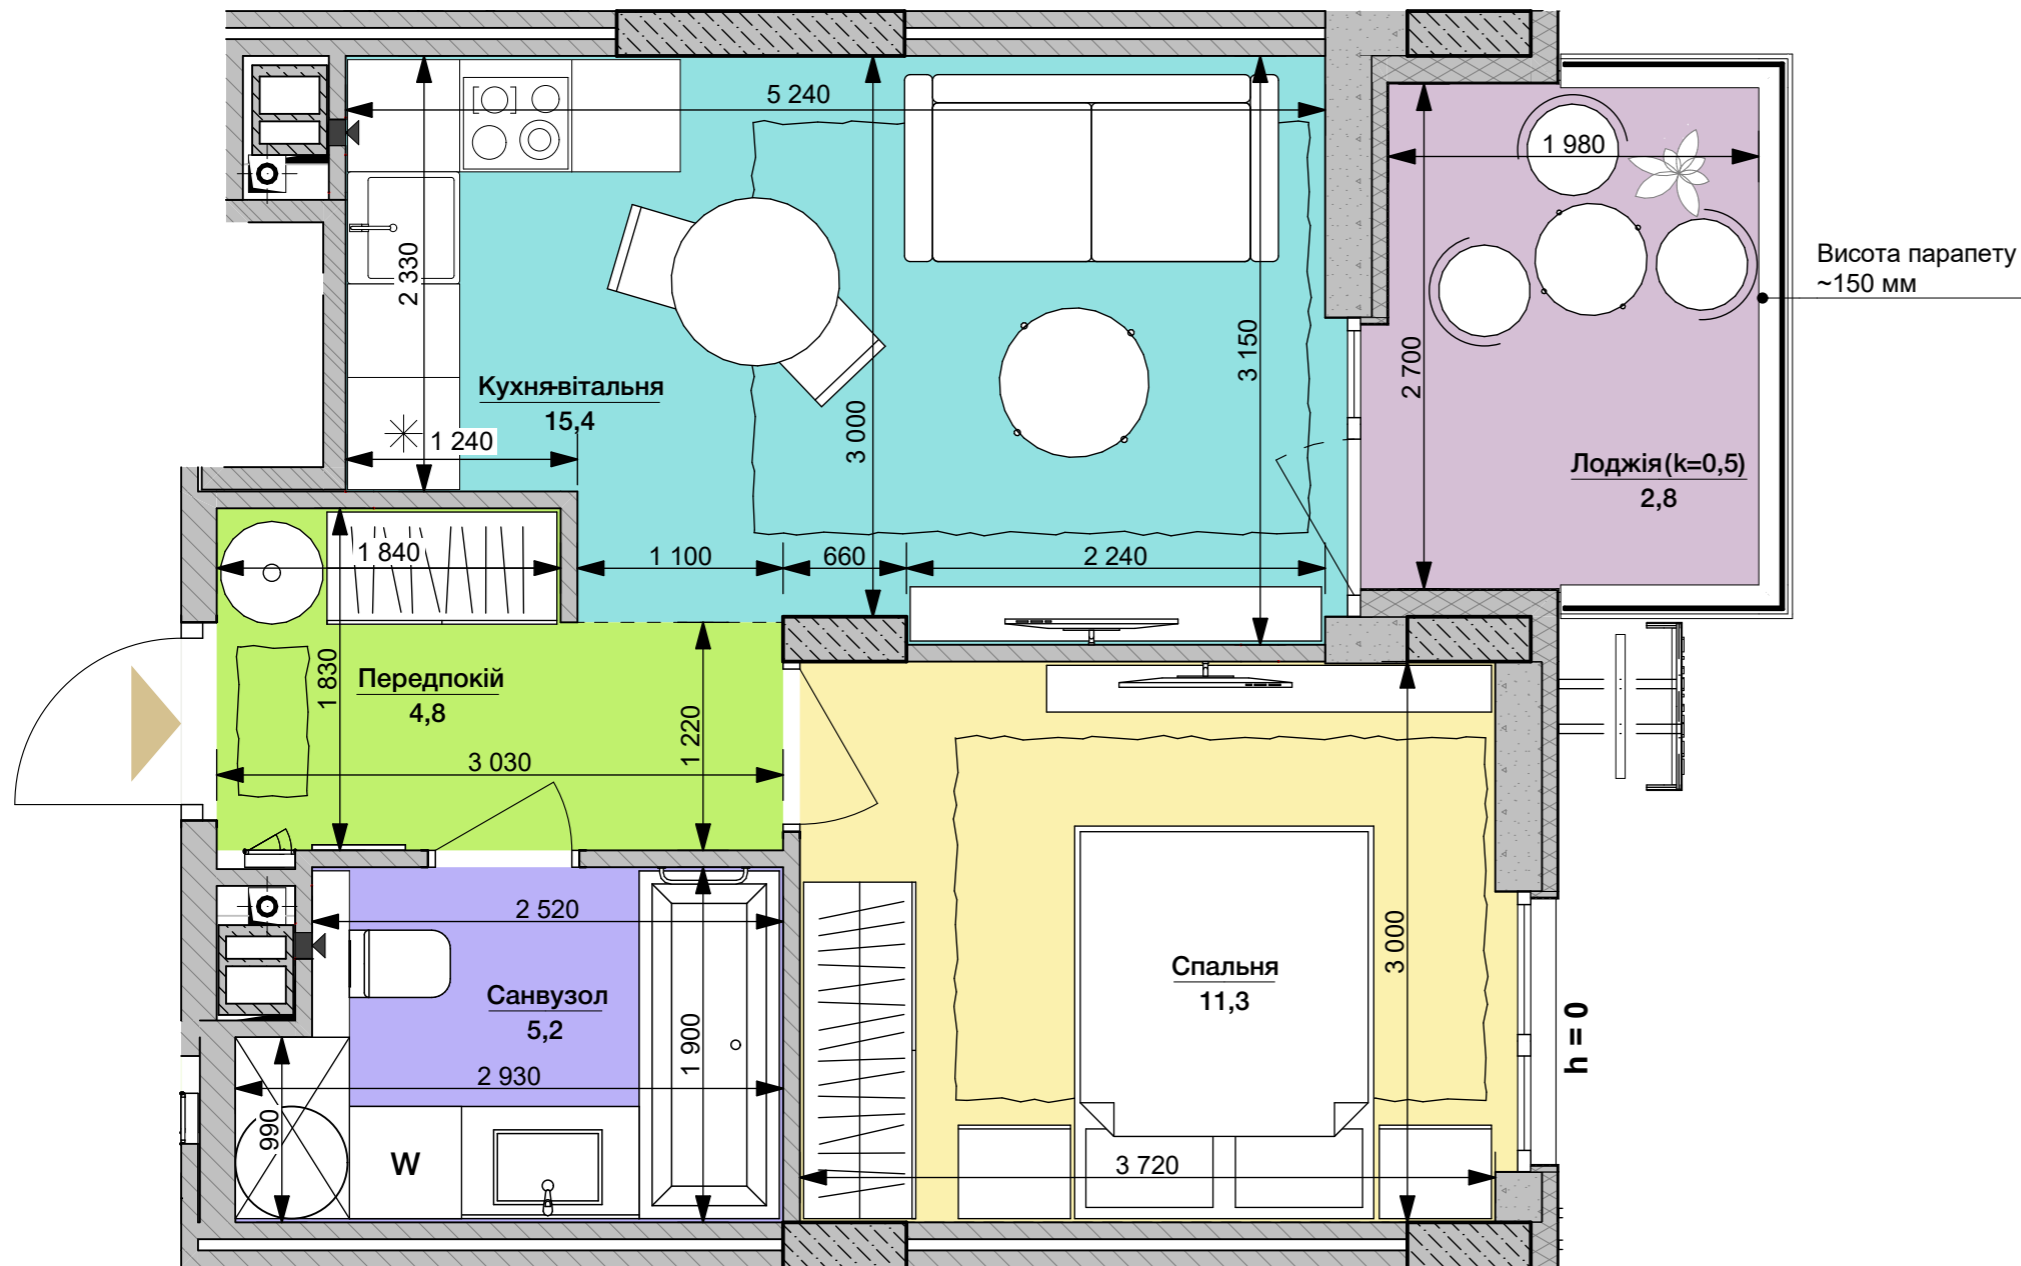 5 240
1 980
Висота парапету
~150 мм
2 330
3 150
2 700
Кухня-вітальня
15,4
3 000
1 240
Лоджія (k=0,5)
2,8
1 840
1 100
660
2 240
1 830
Передпокій
4,8
1 220
3 030
2 520
3 000
Спальня
11,3
Санвузол
5,2
1 900
h = 0
2 930
990
W
3 720